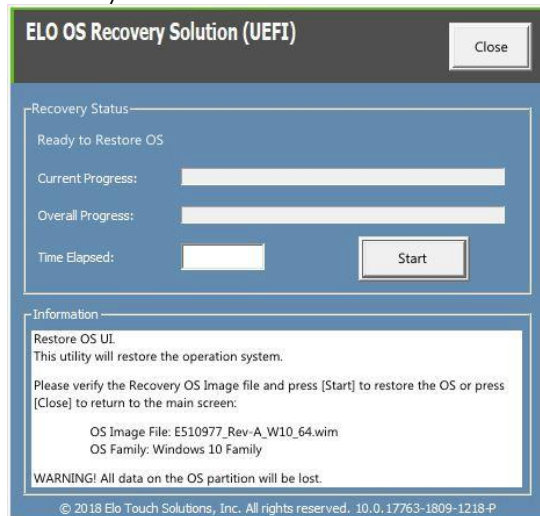 ELO OS Recovery Solution (UEFI)
Close
Recovery Status
Ready to Restore OS
Current Progress:
Overall Progress:
Time Elapsed:
Start
Information
Restore OS UI.
This utility will restore the operation system.
Please verify the Recovery OS Image file and press [Start] to restore the OS or press
[Close] to return to the main screen:
OS Image File: E510977_Rev-A_W10_64.wim
OS Family: Windows 10 Family
WARNING! All data on the OS partition will be lost.
© 2018 Elo Touch Solutions, Inc. All rights reserved. 10.0.17763-1809-1218-P